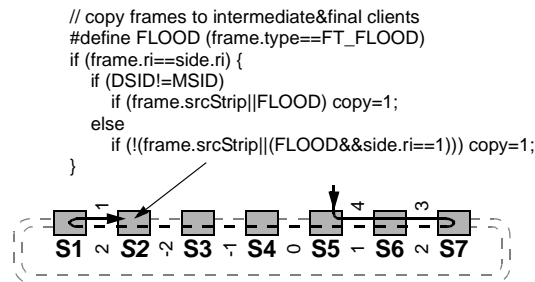 // copy frames to intermediate&final clients
#define FLOOD (frame.type==FT_FLOOD)
if (frame.ri==side.ri) {
if (DSID!=MSID)
if (frame.srcStrip||FLOOD) copy=1;
else
if (!(frame.srcStrip||(FLOOD&&side.ri==1))) copy=1;
}
1 4 3
S1 2 S2 -2 S3 -1 S4 0 S5 1 S6 2 S7